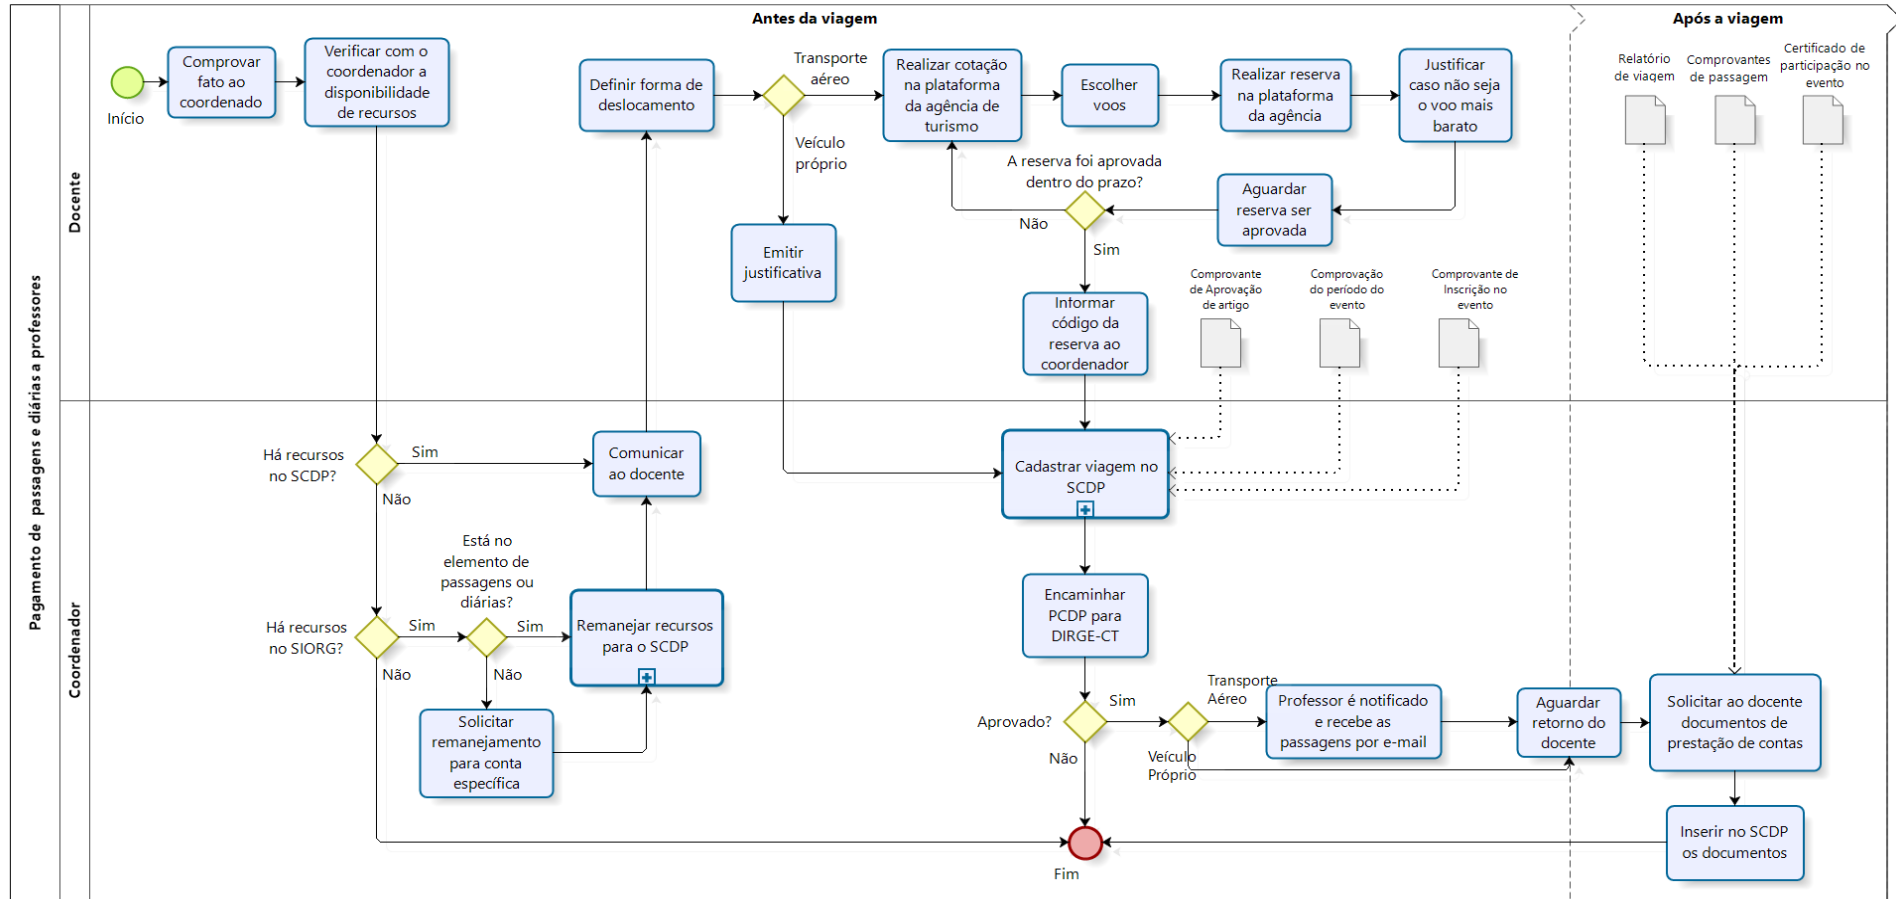 Antes da viagem
Após a viagem
Pagamento de passagens e diárias a professores
Docente
Coordenador
Início
Comprovar
fato ao
coordenado
Verificar com o
coordenador a
disponibilidade
de recursos
Definir forma de
deslocamento
Transporte
aéreo
Veículo
próprio
Realizar cotação
na plataforma
da agência de
turismo
Escolher
voos
Realizar reserva
na plataforma
da agência
Justificar
caso não seja
o voo mais
barato
Relatório
de viagem
Comprovantes
de passagem
Certificado de
participação no
evento
A reserva foi aprovada
dentro do prazo?
Não
Sim
Aguardar
reserva ser
aprovada
Emitir
justificativa
Informar
código da
reserva ao
coordenador
Comprovante
de Aprovação
de artigo
Comprovação
do período do
evento
Comprovante de
Inscrição no
evento
Há recursos
no SCDP?
Sim
Não
Comunicar
ao docente
Cadastrar viagem no
SCDP
Está no
elemento de
passagens ou
diárias?
Há recursos
no SIORG?
Sim
Não
Sim
Não
Remanejar recursos
para o SCDP
Solicitar
remanejamento
para conta
específica
Encaminhar
PCDP para
DIRGE-CT
Aprovado?
Sim
Não
Transporte
Aéreo
Veículo
Próprio
Professor é notificado
e recebe as
passagens por e-mail
Aguardar
retorno do
docente
Solicitar ao docente
documentos de
prestação de contas
Inserir no SCDP
os documentos
Fim